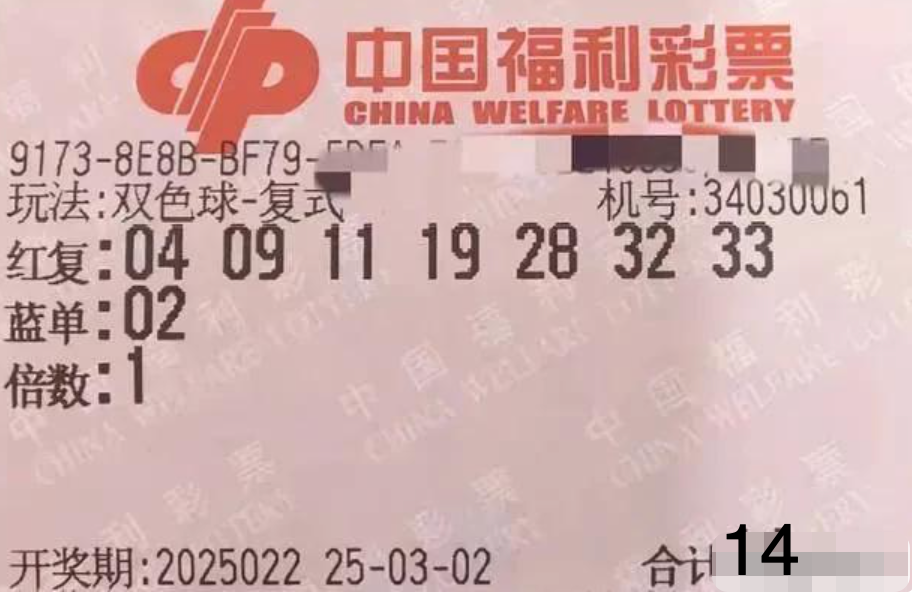 中国福利彩票
CHINA WELFARE LOTTERY
9173-8E8B-BF79-
玩法:双色球-复式 机号:34030061
红复:04 09 11 19 28 32 33
蓝单:02
倍数:1
开奖期:2025022 25-03-02 合计14